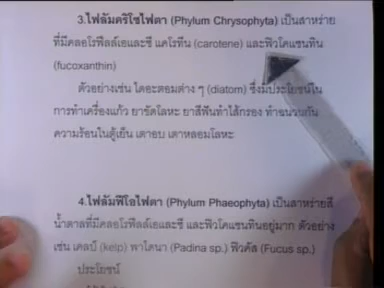 3.ไฟลัมคริโซไฟตา (Phylum Chrysophyta) เป็นสาหร่าย
ที่มีคลอโรฟีลล์เอและซี แคโรทีน (carotene) และฟิวโคแซนทิน
(fucoxanthin)
ตัวอย่างเช่น ไดอะตอมต่าง ๆ (diatom) ซึ่งมีประโยชน์ใน
การทำเครื่องแก้ว ยาขัดโลหะ ยาสีฟันทำไส้กรอง ทำฉนวนกัน
ความร้อนในตู้เย็น เตาอบ เตาหลอมโลหะ
4.ไฟลัมฟีโอไฟตา (Phylum Phaeophyta) เป็นสาหร่ายสี
น้ำตาลที่มีคลอโรฟีลล์เอและซี และฟิวโคแซนทินอยู่มาก ตัวอย่าง
เช่น เคลป์ (kelp) พาไดนา (Padina sp.) ฟิวคัส (Fucus sp.)
ประโยชน์